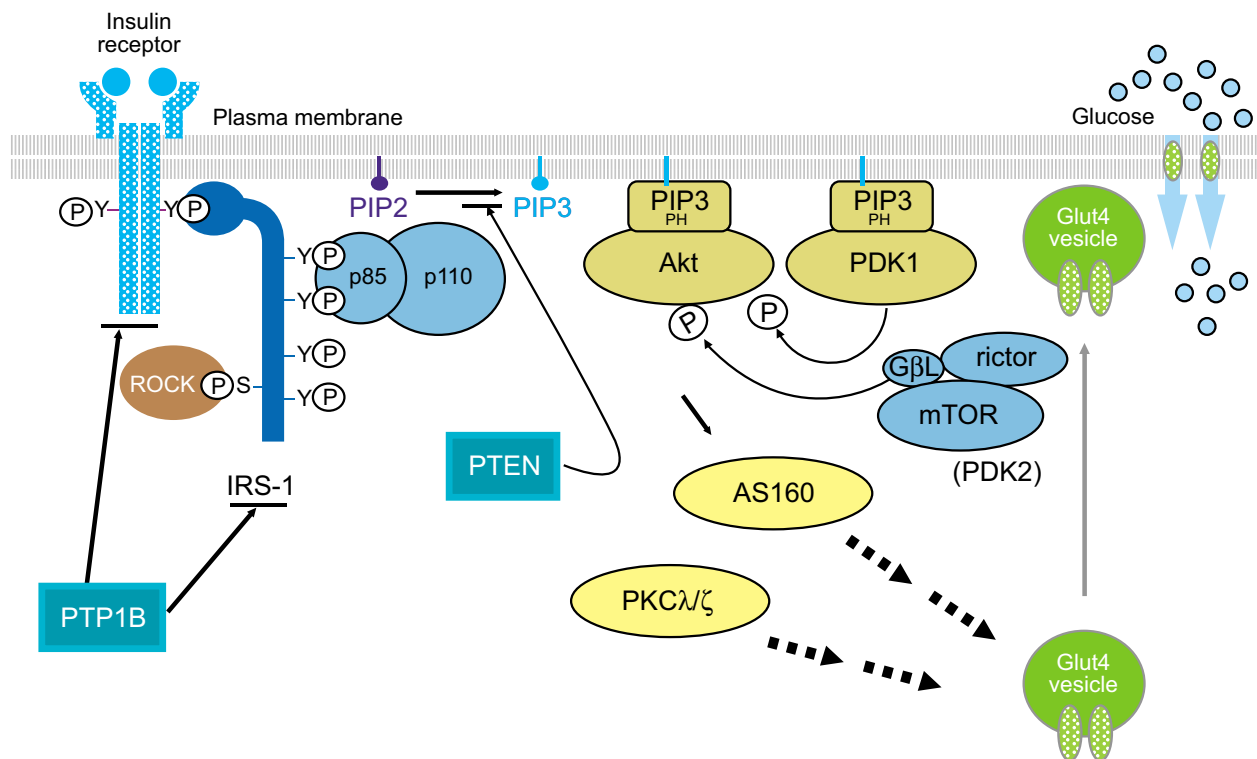 Insulin
receptor
Plasma membrane
Glucose
P Y
Y P
PIP2
PIP3
PIP3
PH
Akt
PIP3
PH
PDK1
Glut4
vesicle
Y P
Y P
p85
p110
P
P
Y P
Y P
ROCK
P S
GβL
rictor
mTOR
(PDK2)
PTEN
IRS-1
AS160
PTP1B
PKCλ/ζ
Glut4
vesicle